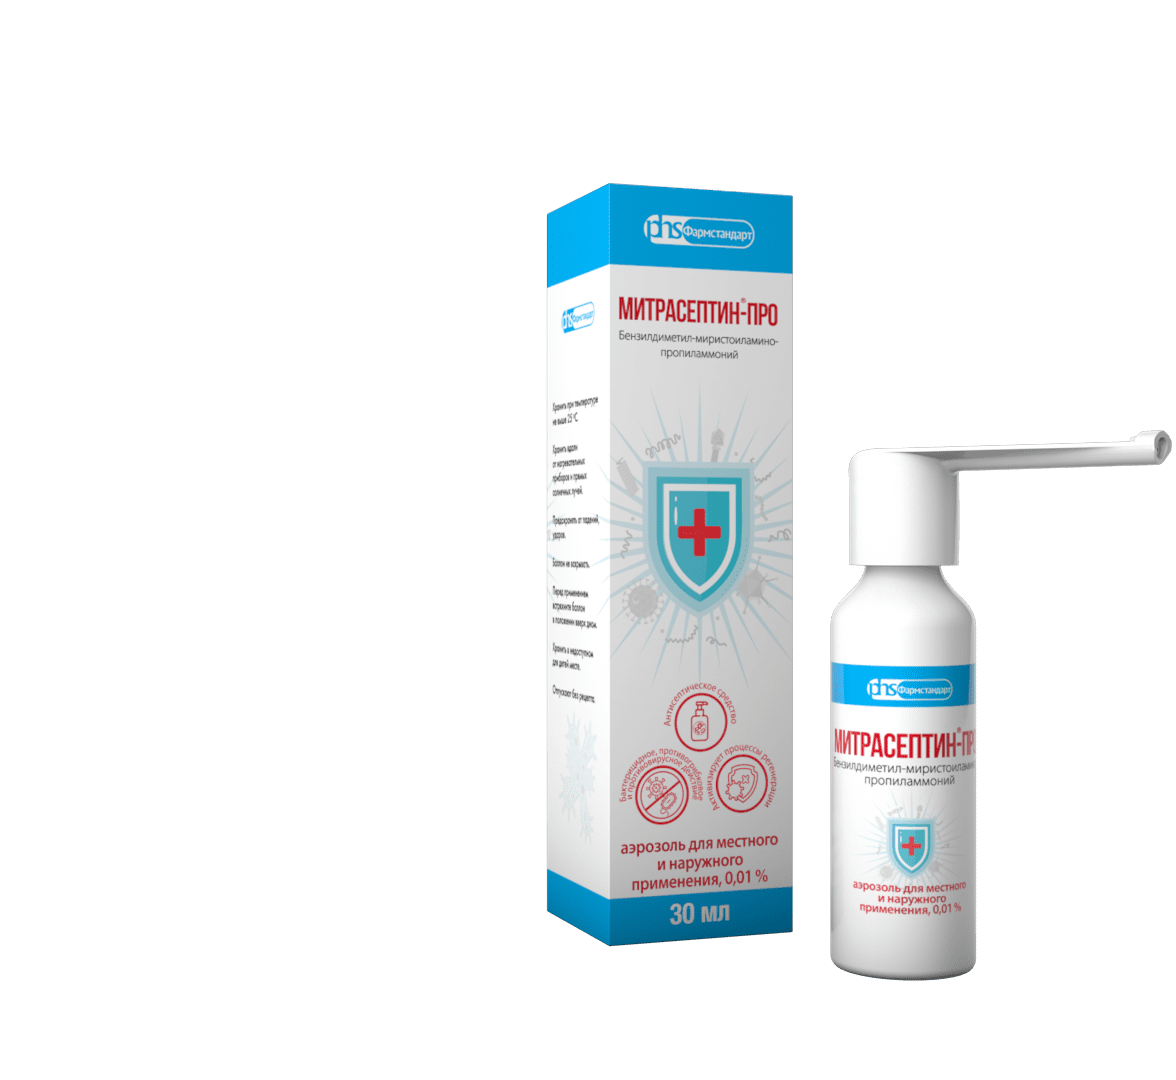 phs Фармстандарт
МИТРАСЕПТИН®-ПРО
Бензилдиметил-миристоиламино-
пропиламмоний
Антисептическое средство
Бактерицидное, противогрибковое
и противовирусное действие
Активизирует процессы регенерации
аэрозоль для местного
и наружного
применения, 0,01 %
30 мл
phs Фармстандарт
Хранить при температуре
не выше 25 °С.
Хранить вдали
от нагревательных
приборов и прямых
солнечных лучей.
Предохранять от падений,
ударов.
Баллон не вскрывать.
Перед применением
встряхните баллон
в положении вверх дном.
Хранить в недоступном
для детей месте.
Отпускают без рецепта.
phs Фармстандарт
МИТРАСЕПТИН®-ПРО
Бензилдиметил-миристоиламино
пропиламмоний
аэрозоль для местного
и наружного
применения, 0,01 %